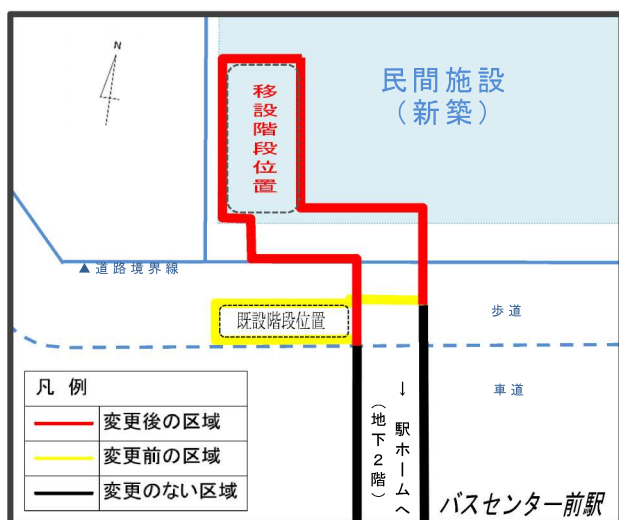 N
民間施設
（新築）
移設階段位置
▲道路境界線
既設階段位置
歩道
車道
凡 例
変更後の区域
変更前の区域
変更のない区域
↓ 駅ホームへ
（地下２階）
バスセンター前駅